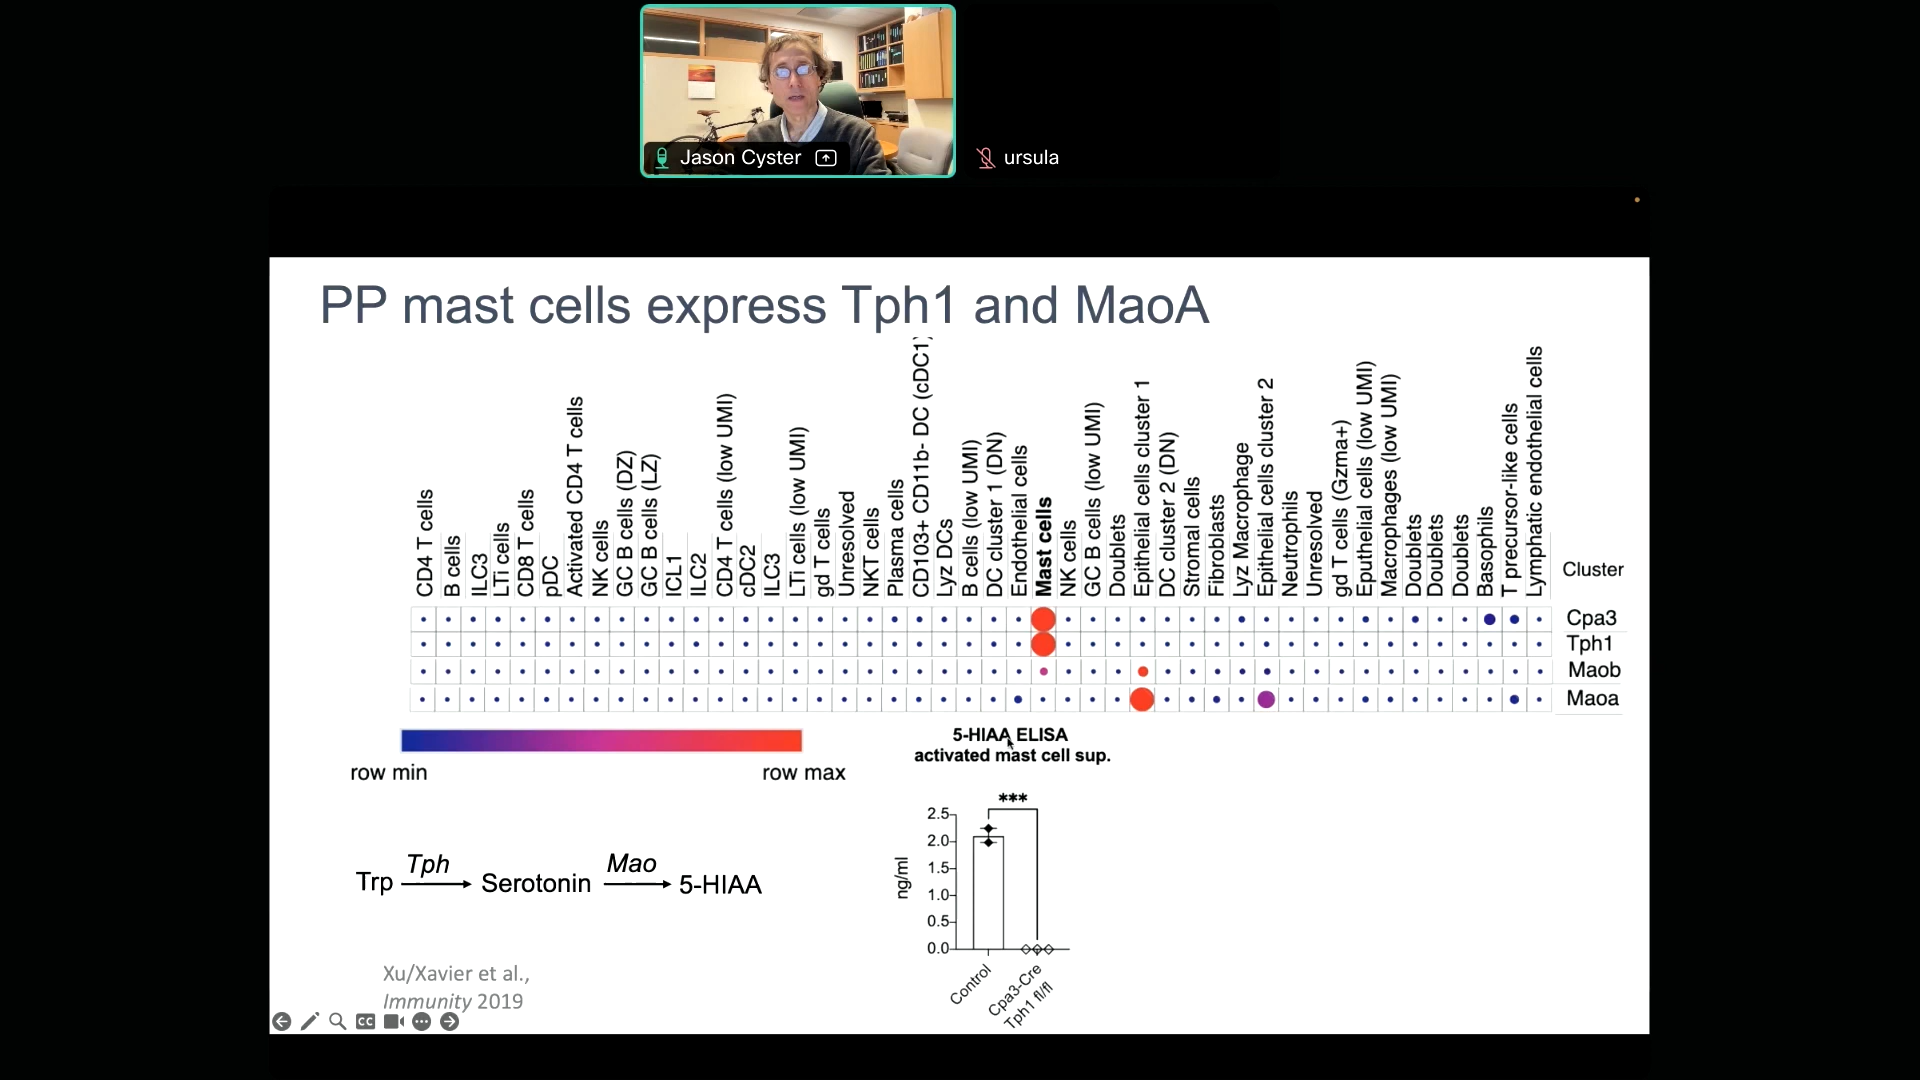 Jason Cyster
ursula
PP mast cells express Tph1 and MaoA
CD4 T cells
B cells
ILC3
LTi cells
CD8 T cells
pDC
Activated CD4 T cells
NK cells
GC B cells (DZ)
GC B cells (LZ)
ICL1
ILC2
CD4 T cells (low UMI)
cDC2
ILC3
LTi cells (low UMI)
gd T cells
Unresolved
NKT cells
Plasma cells
CD103+ CD11b- DC (cDC1)
Lyz DCs
B cells (low UMI)
DC cluster 1 (DN)
Endothelial cells
Mast cells
NK cells
GC B cells (low UMI)
Doublets
Epithelial cells cluster 1
DC cluster 2 (DN)
Stromal cells
Fibroblasts
Lyz Macrophage
Epithelial cells cluster 2
Neutrophils
Unresolved
gd T cells (Gzma+)
Eputhelial cells (low UMI)
Macrophages (low UMI)
Doublets
Doublets
Doublets
Basophils
T precursor-like cells
Lymphatic endothelial cells
Cluster
Cpa3
Tph1
Maob
Maoa
row min
row max
5-HIAA ELISA
activated mast cell sup.
***
2.5
2.0
1.5
1.0
0.5
0.0
ng/ml
Control
Cpa3-Cre
Tph1 fl/fl
Trp Tph Serotonin Mao 5-HIAA
Xu/Xavier et al.,
Immunity 2019
CC